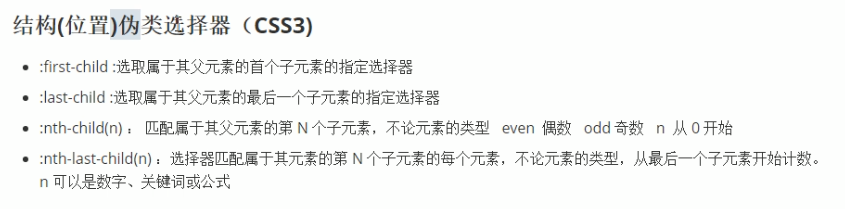 结构(位置)伪类选择器（CSS3）
:first-child :选取属于其父元素的首个子元素的指定选择器
:last-child :选取属于其父元素的最后一个子元素的指定选择器
:nth-child(n) ： 匹配属于其父元素的第 N 个子元素，不论元素的类型 even 偶数 odd 奇数 n 从 0 开始
:nth-last-child(n) ：选择器匹配属于其元素的第 N 个子元素的每个元素，不论元素的类型，从最后一个子元素开始计数。
n 可以是数字、关键词或公式